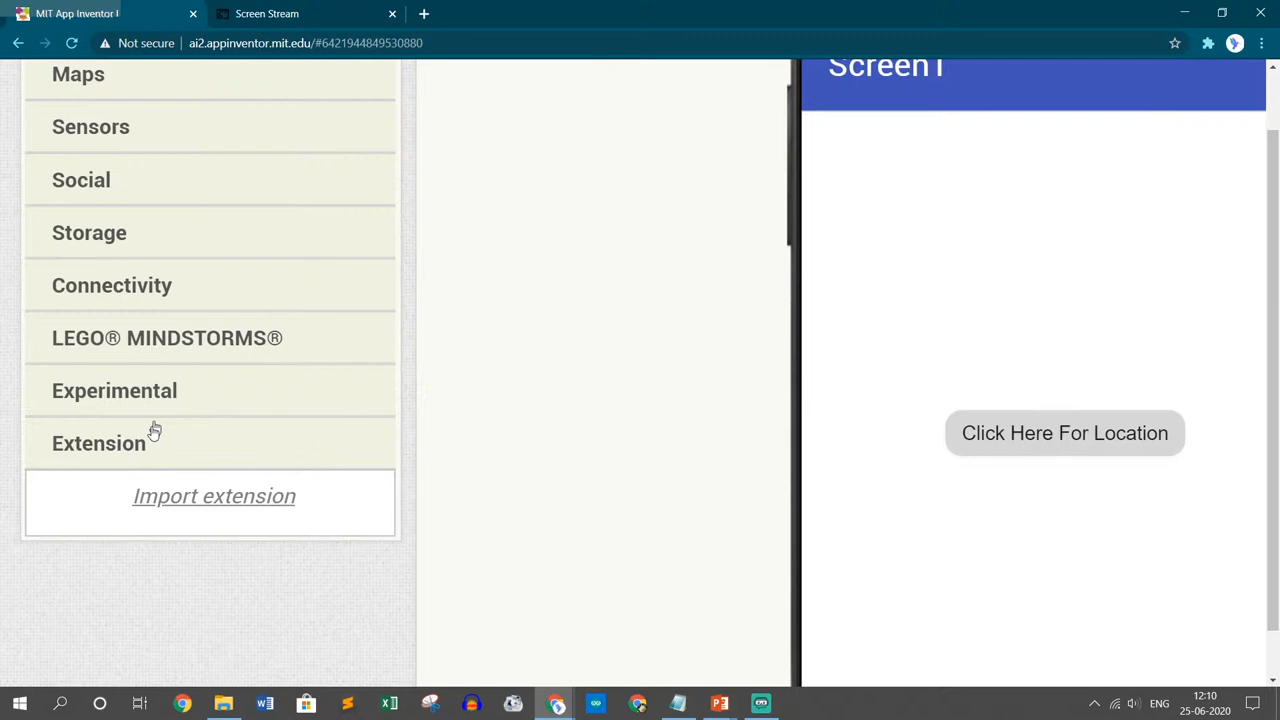 MIT App Inventor
Screen Stream
Not secure
ai2.appinventor.mit.edu/#6421944849530880
Maps
Sensors
Social
Storage
Connectivity
LEGO® MINDSTORMS®
Experimental
Extension
Import extension
Screen1
Click Here For Location
ENG
12:10
25-06-2020